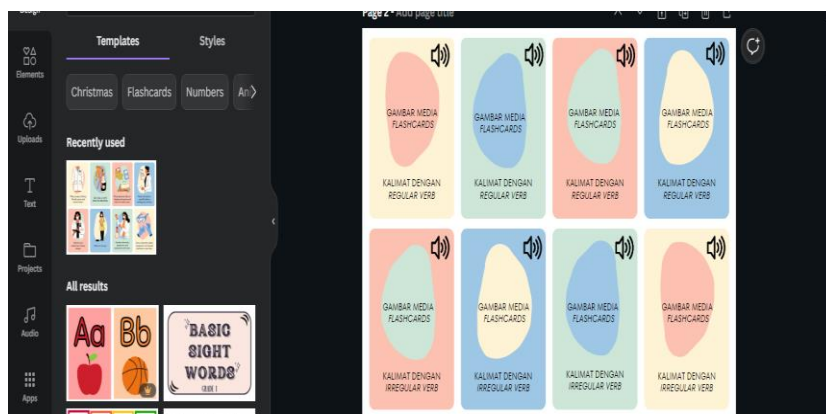 Page 2 - Add page title
Templates
Styles
Elements
Christmas
Flashcards
Numbers
Uploads
Recently used
Text
Projects
All results
Audio
Apps
Aa
Bb
BASIC
SIGHT
WORDS
GRADE 1
GAMBAR MEDIA
FLASHCARDS
KALIMAT DENGAN
REGULAR VERB
GAMBAR MEDIA
FLASHCARDS
KALIMAT DENGAN
REGULAR VERB
GAMBAR MEDIA
FLASHCARDS
KALIMAT DENGAN
REGULAR VERB
GAMBAR MEDIA
FLASHCARDS
KALIMAT DENGAN
REGULAR VERB
GAMBAR MEDIA
FLASHCARDS
KALIMAT DENGAN
IRREGULAR VERB
GAMBAR MEDIA
FLASHCARDS
KALIMAT DENGAN
IRREGULAR VERB
GAMBAR MEDIA
FLASHCARDS
KALIMAT DENGAN
IRREGULAR VERB
GAMBAR MEDIA
FLASHCARDS
KALIMAT DENGAN
IRREGULAR VERB